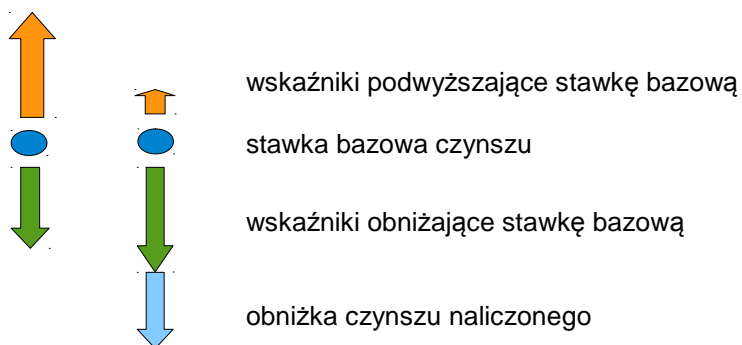 wskaźniki podwyższające stawkę bazową
stawka bazowa czynszu
wskaźniki obniżające stawkę bazową
obniżka czynszu naliczonego